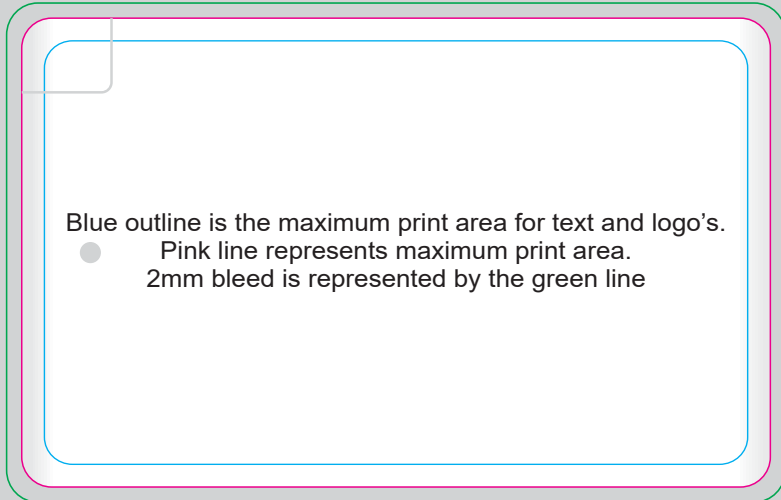 Blue outline is the maximum print area for text and logo’s.
Pink line represents maximum print area.
2mm bleed is represented by the green line